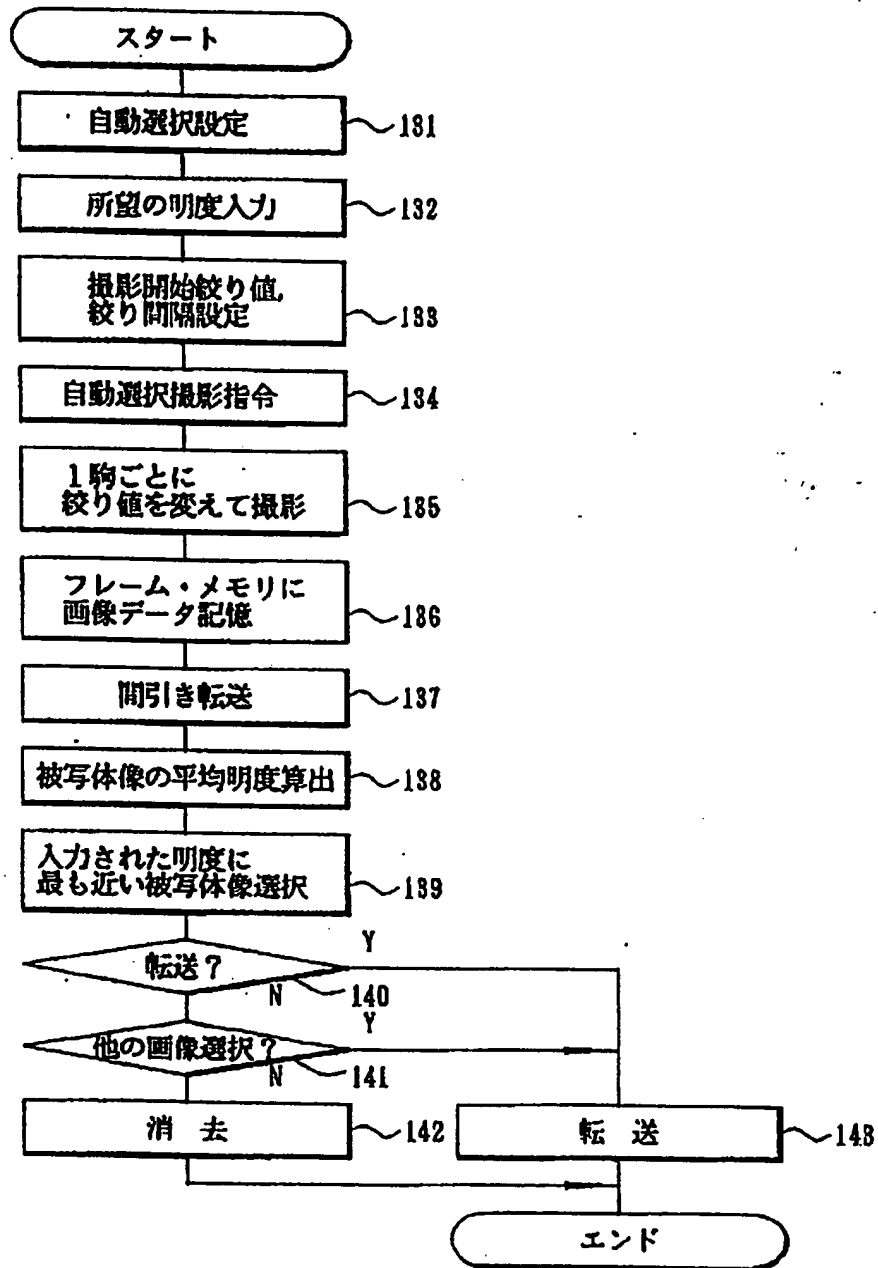 スタート
自動選択設定
131
所望の明度入力
132
撮影開始絞り値,
絞り間隔設定
133
自動選択撮影指令
134
1駒ごとに
絞り値を変えて撮影
135
フレーム・メモリに
画像データ記憶
136
間引き転送
137
被写体像の平均明度算出
138
入力された明度に
最も近い被写体像選択
139
転送?
Y
N
140
他の画像選択?
Y
N
141
消 去
142
転 送
143
エンド